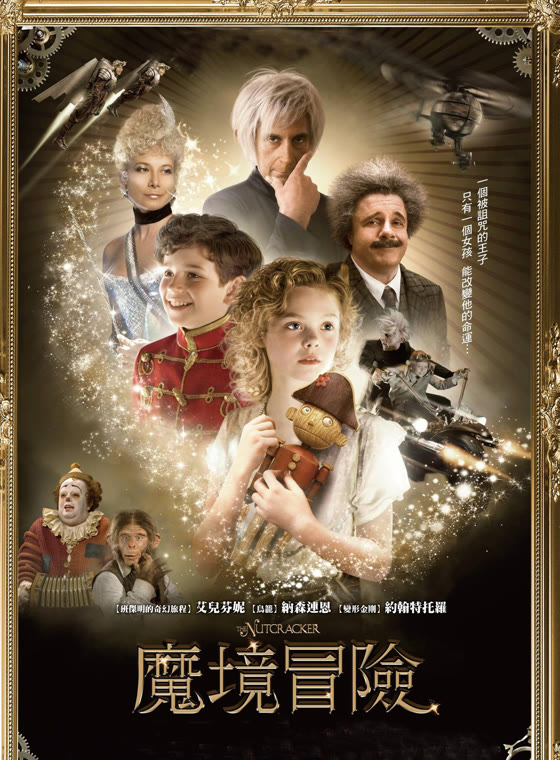 一個被詛咒的王子
只有一個女孩 能改變他的命運…
【班傑明的奇幻旅程】艾兒芬妮【鳥籠】納森連恩【變形金剛】約翰特托羅
THE NUTCRACKER
魔境冒險